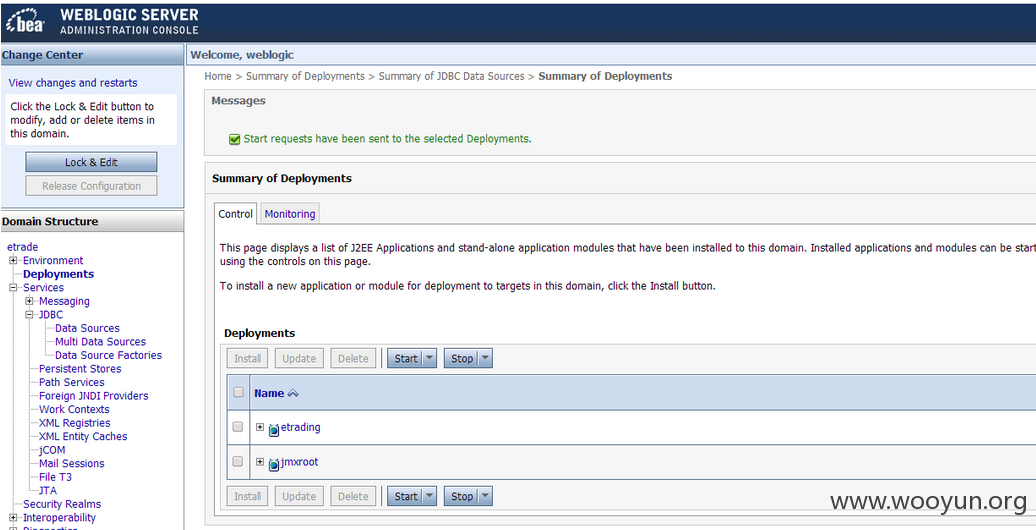 bea
WEBLOGIC SERVER
ADMINISTRATION CONSOLE
Change Center
View changes and restarts
Click the Lock & Edit button to
modify, add or delete items in
this domain.
Lock & Edit
Release Configuration
Domain Structure
etrade
Environment
Deployments
Services
Messaging
JDBC
Data Sources
Multi Data Sources
Data Source Factories
Persistent Stores
Path Services
Foreign JNDI Providers
Work Contexts
XML Registries
XML Entity Caches
jCOM
Mail Sessions
File T3
JTA
Security Realms
Interoperability
Diagnostics
Welcome, weblogic
Home > Summary of Deployments > Summary of JDBC Data Sources > Summary of Deployments
Messages
Start requests have been sent to the selected Deployments.
Summary of Deployments
Control Monitoring
This page displays a list of J2EE Applications and stand-alone application modules that have been installed to this domain. Installed applications and modules can be start
using the controls on this page.
To install a new application or module for deployment to targets in this domain, click the Install button.
Deployments
Install Update Delete Start Stop
Name
etrading
jmxroot
Install Update Delete Start Stop
www.wooyun.org